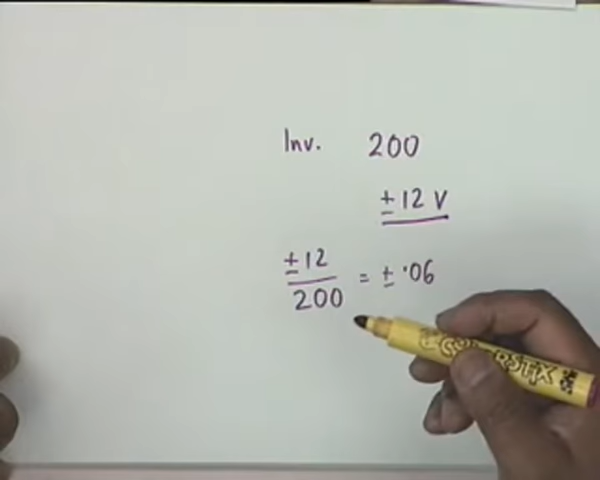 Inv. 200
±12 V
±12
200
= ± .06